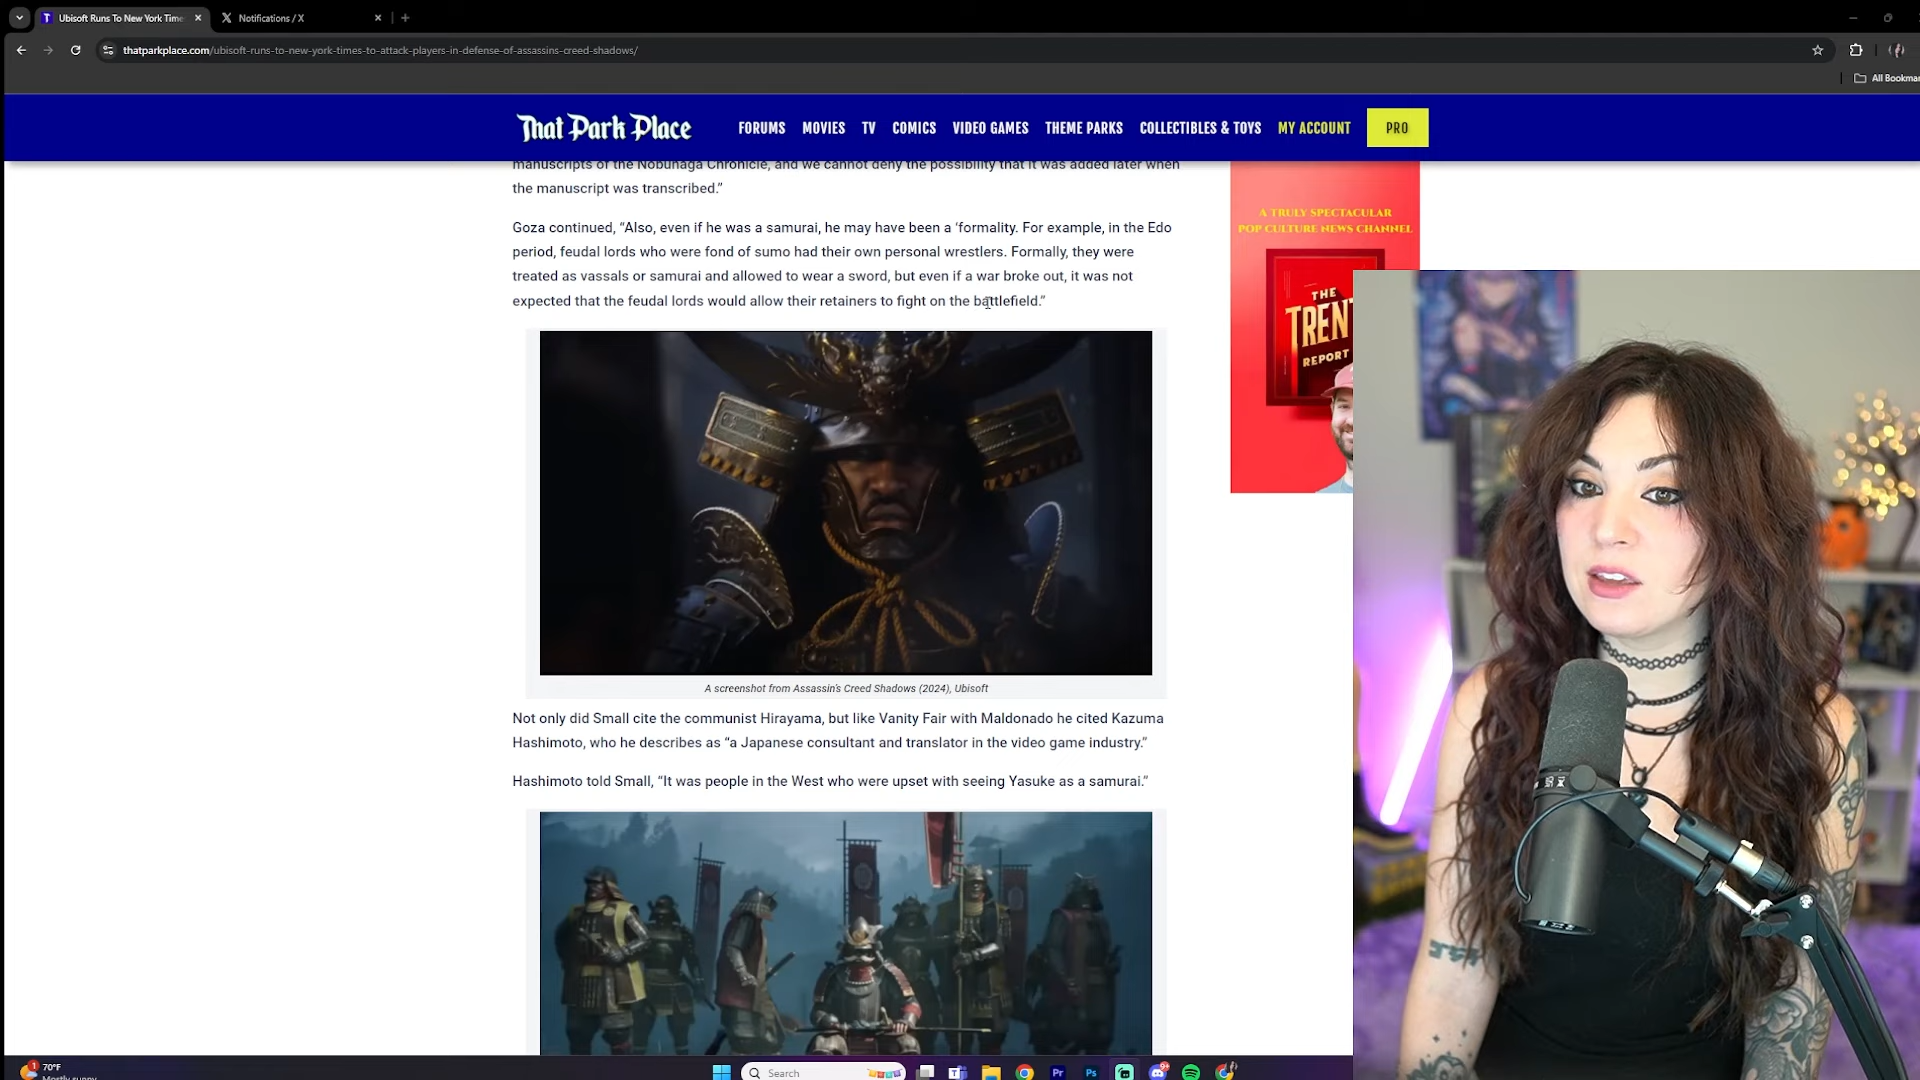 Ubisoft Runs To New York Time
Notifications / X
thatparkplace.com/ubisoft-runs-to-new-york-times-to-attack-players-in-defense-of-assassins-creed-shadows/
All Bookmar
That Park Place
FORUMS MOVIES TV COMICS VIDEO GAMES THEME PARKS COLLECTIBLES & TOYS MY ACCOUNT PRO
manuscripts of the Nobunaga Chronicle, and we cannot deny the possibility that it was added later when
the manuscript was transcribed.”
Goza continued, “Also, even if he was a samurai, he may have been a ‘formality. For example, in the Edo
period, feudal lords who were fond of sumo had their own personal wrestlers. Formally, they were
treated as vassals or samurai and allowed to wear a sword, but even if a war broke out, it was not
expected that the feudal lords would allow their retainers to fight on the battlefield.”
A TRULY SPECTACULAR
POP CULTURE NEWS CHANNEL
THE
TRENT
REPORT
A screenshot from Assassin's Creed Shadows (2024), Ubisoft
Not only did Small cite the communist Hirayama, but like Vanity Fair with Maldonado he cited Kazuma
Hashimoto, who he describes as “a Japanese consultant and translator in the video game industry.”
Hashimoto told Small, “It was people in the West who were upset with seeing Yasuke as a samurai.”
70°F
Mostly sunny
Search